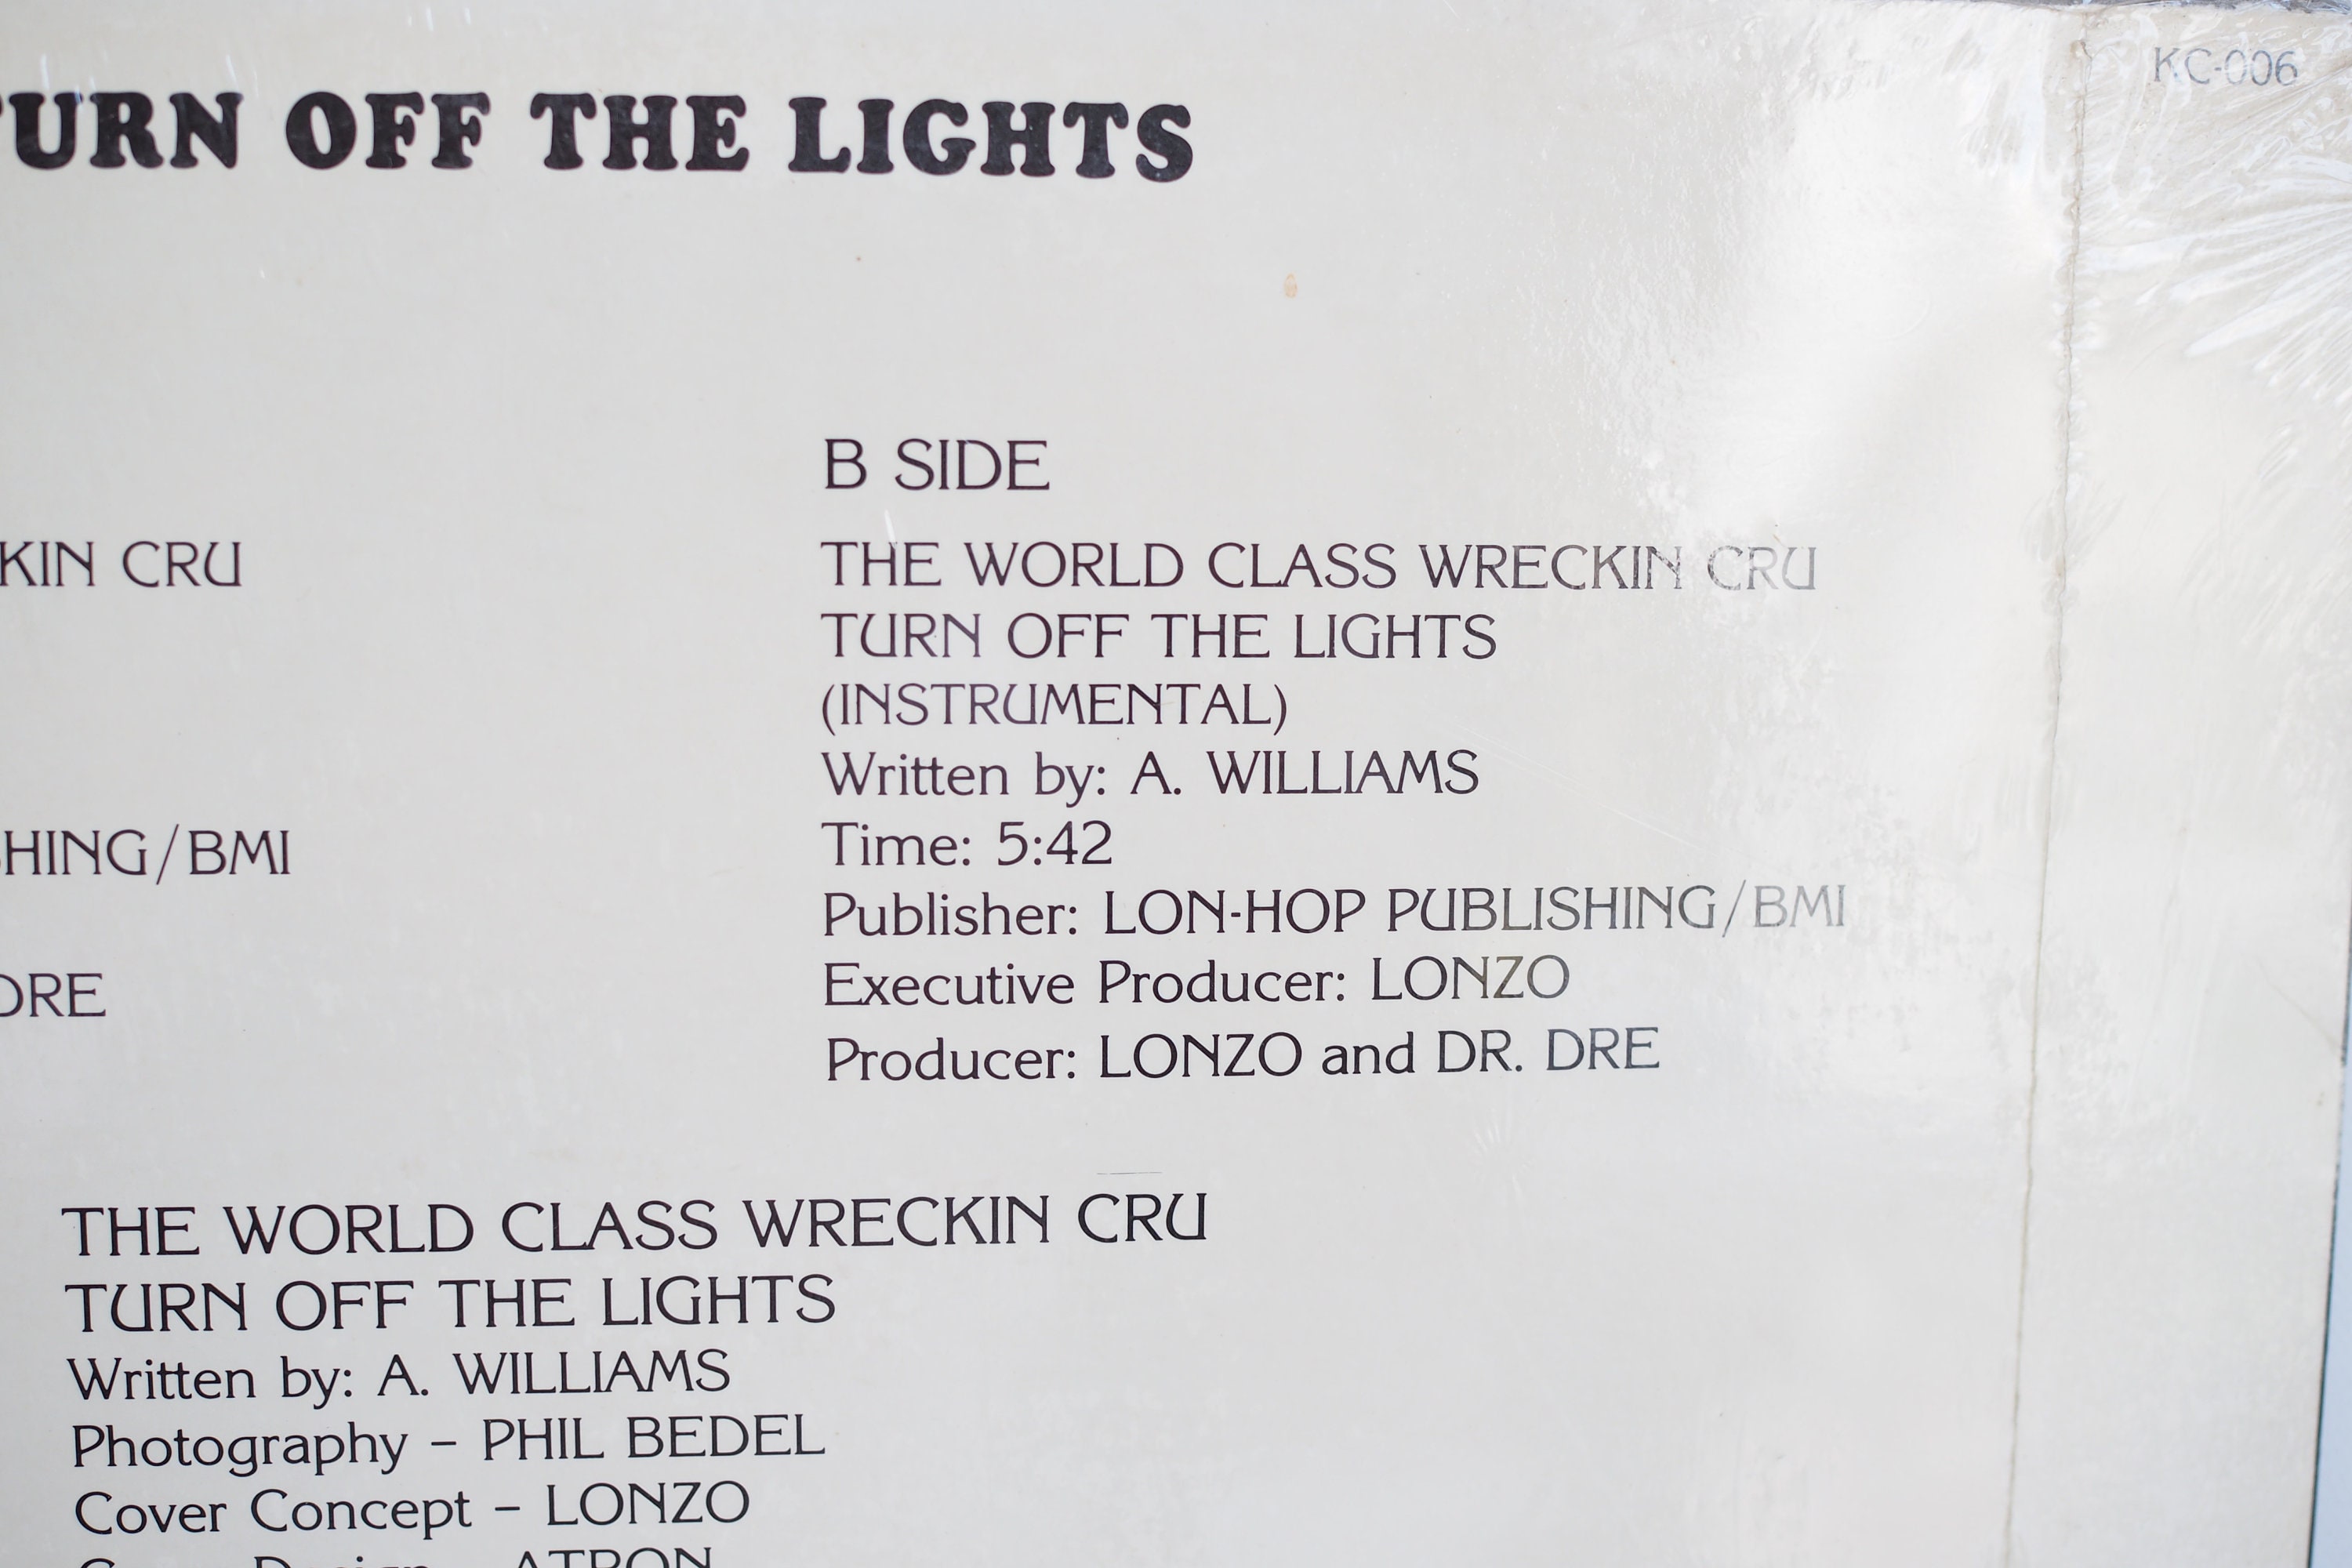 KC-006
TURN OFF THE LIGHTS
KIN CRU
HING/BMI
DRE
B SIDE
THE WORLD CLASS WRECKIN CRU
TURN OFF THE LIGHTS
(INSTRUMENTAL)
Written by: A. WILLIAMS
Time: 5:42
Publisher: LON-HOP PUBLISHING/BMI
Executive Producer: LONZO
Producer: LONZO and DR. DRE
THE WORLD CLASS WRECKIN CRU
TURN OFF THE LIGHTS
Written by: A. WILLIAMS
Photography – PHIL BEDEL
Cover Concept – LONZO
Cover Design – ATRON